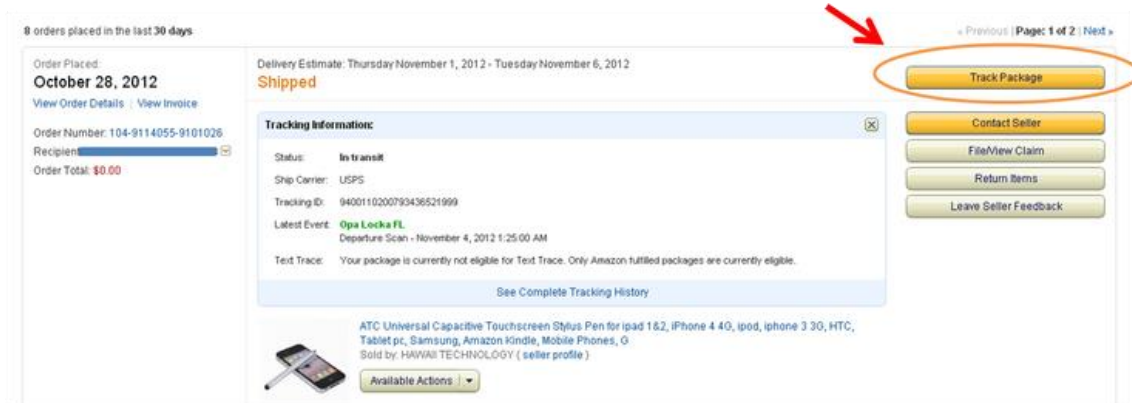 8 orders placed in the last 30 days
« Previous | Page: 1 of 2 | Next »
Order Placed:
October 28, 2012
View Order Details | View Invoice
Order Number: 104-9114055-9101026
Recipient
Order Total: $0.00
Delivery Estimate: Thursday November 1, 2012 - Tuesday November 6, 2012
Shipped
Tracking Information:
Status: In transit
Ship Carrier: USPS
Tracking ID: 9400110200793436521999
Latest Event: Opa Locka FL
Departure Scan - November 4, 2012 1:25:00 AM
Text Trace: Your package is currently not eligible for Text Trace. Only Amazon fulfilled packages are currently eligible.
See Complete Tracking History
ATC Universal Capacitive Touchscreen Stylus Pen for ipad 1&2, iPhone 4 4G, ipod, iphone 3 3G, HTC,
Tablet pc, Samsung, Amazon Kindle, Mobile Phones, G
Sold by: HAWAII TECHNOLOGY ( seller profile )
Available Actions
Track Package
Contact Seller
File/View Claim
Return Items
Leave Seller Feedback